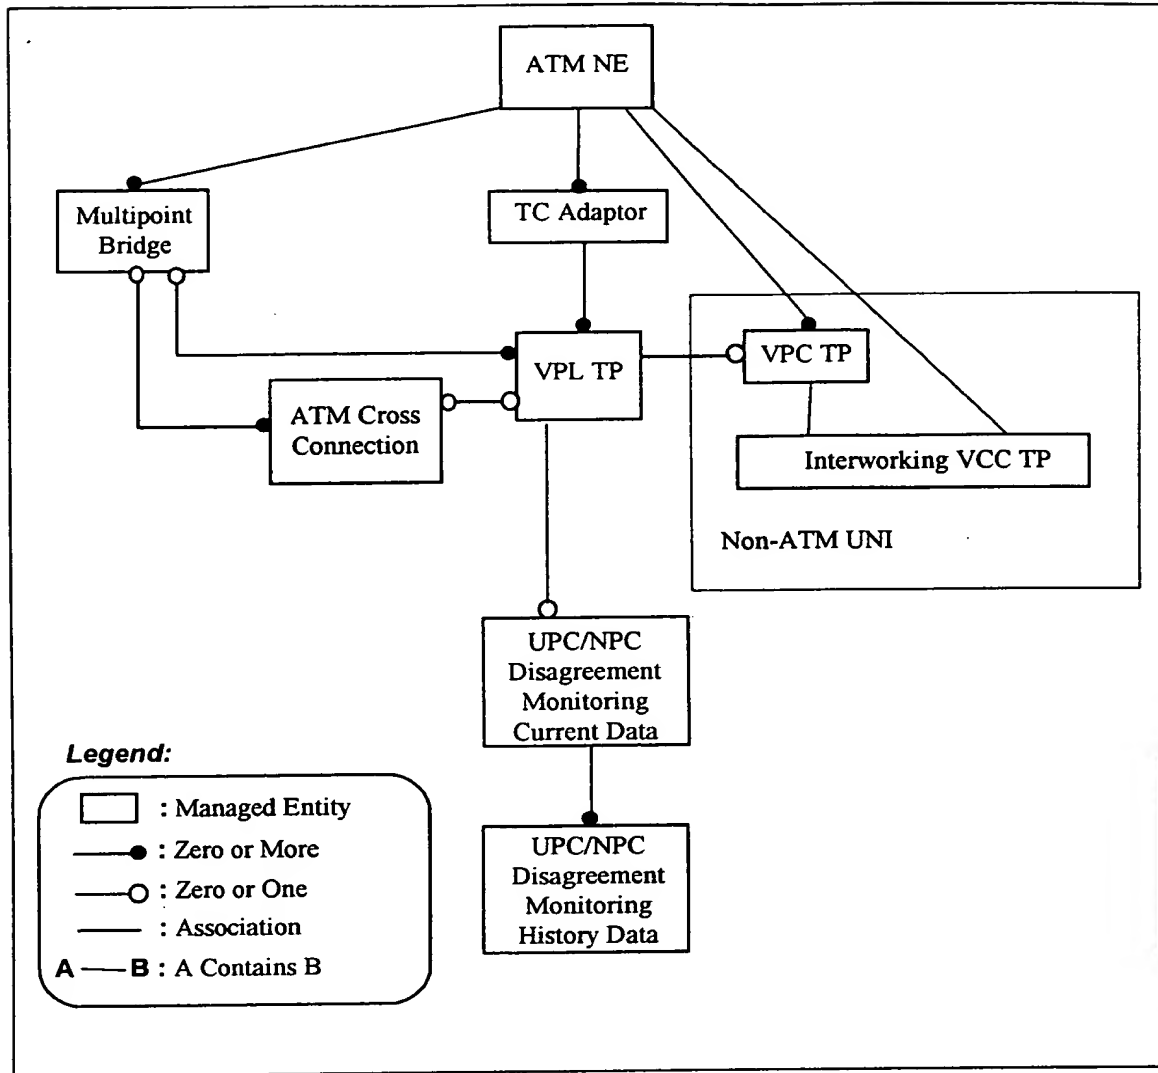 ATM NE
Multipoint
Bridge
TC Adaptor
VPL TP
VPC TP
ATM Cross
Connection
Interworking VCC TP
Non-ATM UNI
UPC/NPC
Disagreement
Monitoring
Current Data
UPC/NPC
Disagreement
Monitoring
History Data
Legend:
: Managed Entity
: Zero or More
: Zero or One
: Association
A — B : A Contains B